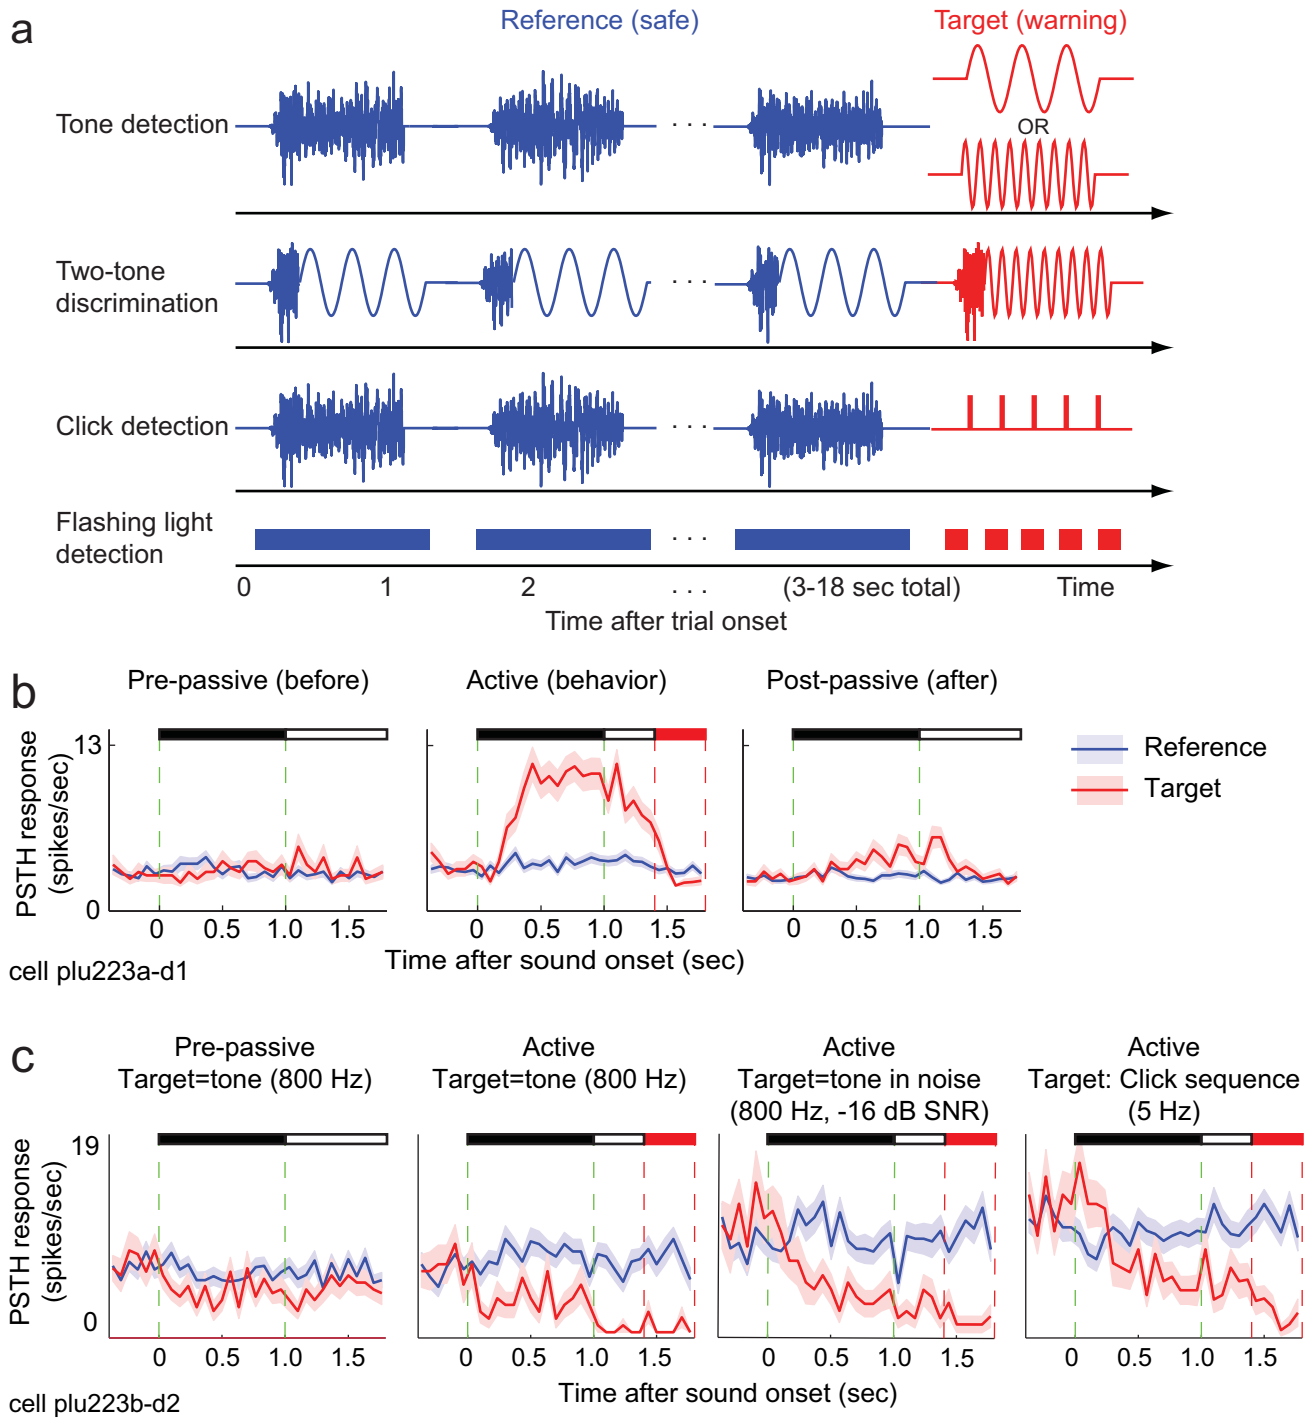 a
Reference (safe)
Target (warning)
Tone detection
. . .
OR
Two-tone
discrimination
. . .
Click detection
. . .
Flashing light
detection
. . .
0 1 2 . . . (3-18 sec total) Time
Time after trial onset
b
Pre-passive (before)
Active (behavior)
Post-passive (after)
PSTH response
(spikes/sec)
13
0
Reference
Target
0 0.5 1.0 1.5
0 0.5 1.0 1.5
0 0.5 1.0 1.5
Time after sound onset (sec)
cell plu223a-d1
c
Pre-passive
Target=tone (800 Hz)
Active
Target=tone (800 Hz)
Active
Target=tone in noise
(800 Hz, -16 dB SNR)
Active
Target: Click sequence
(5 Hz)
PSTH response
(spikes/sec)
19
0
0 0.5 1.0 1.5
0 0.5 1.0 1.5
0 0.5 1.0 1.5
0 0.5 1.0 1.5
Time after sound onset (sec)
cell plu223b-d2